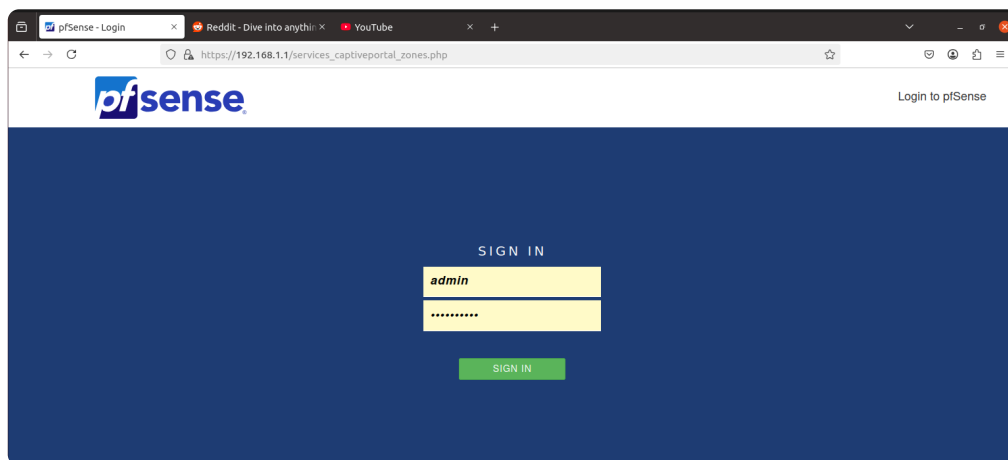 pfSense - Login
Reddit - Dive into anythin
YouTube
https://192.168.1.1/services_captiveportal_zones.php
pfsense
Login to pfSense
SIGN IN
admin
••••••••••
SIGN IN